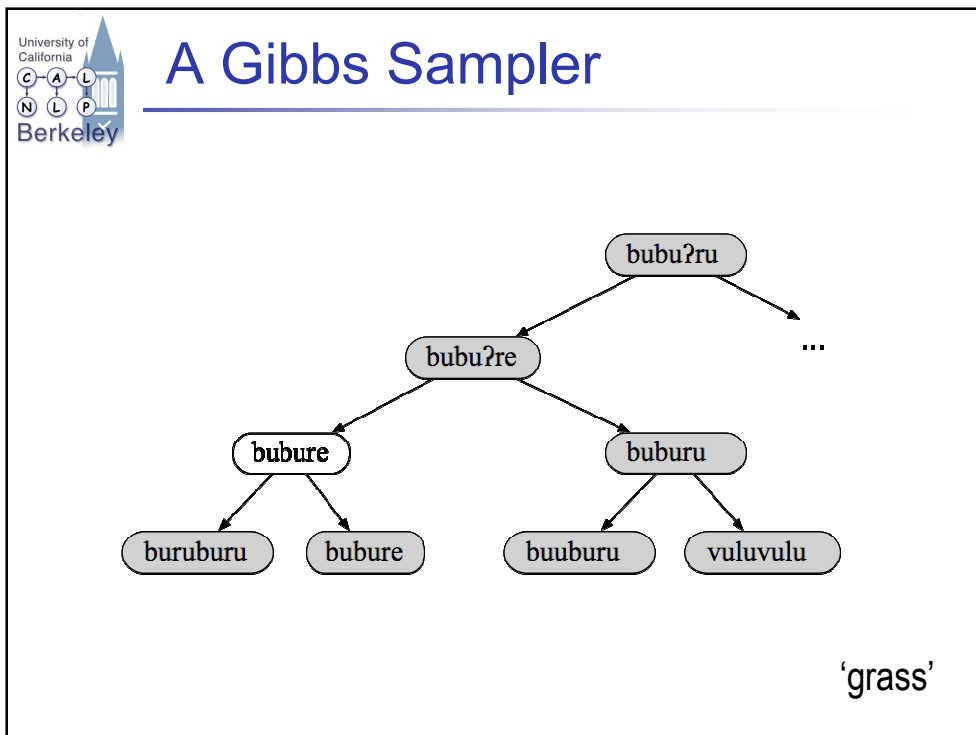 University of
California
C A L
N L P
Berkeley
A Gibbs Sampler
bubuʔru
...
bubuʔre
bubure
buburu
buruburu
bubure
buuburu
vuluvulu
‘grass’